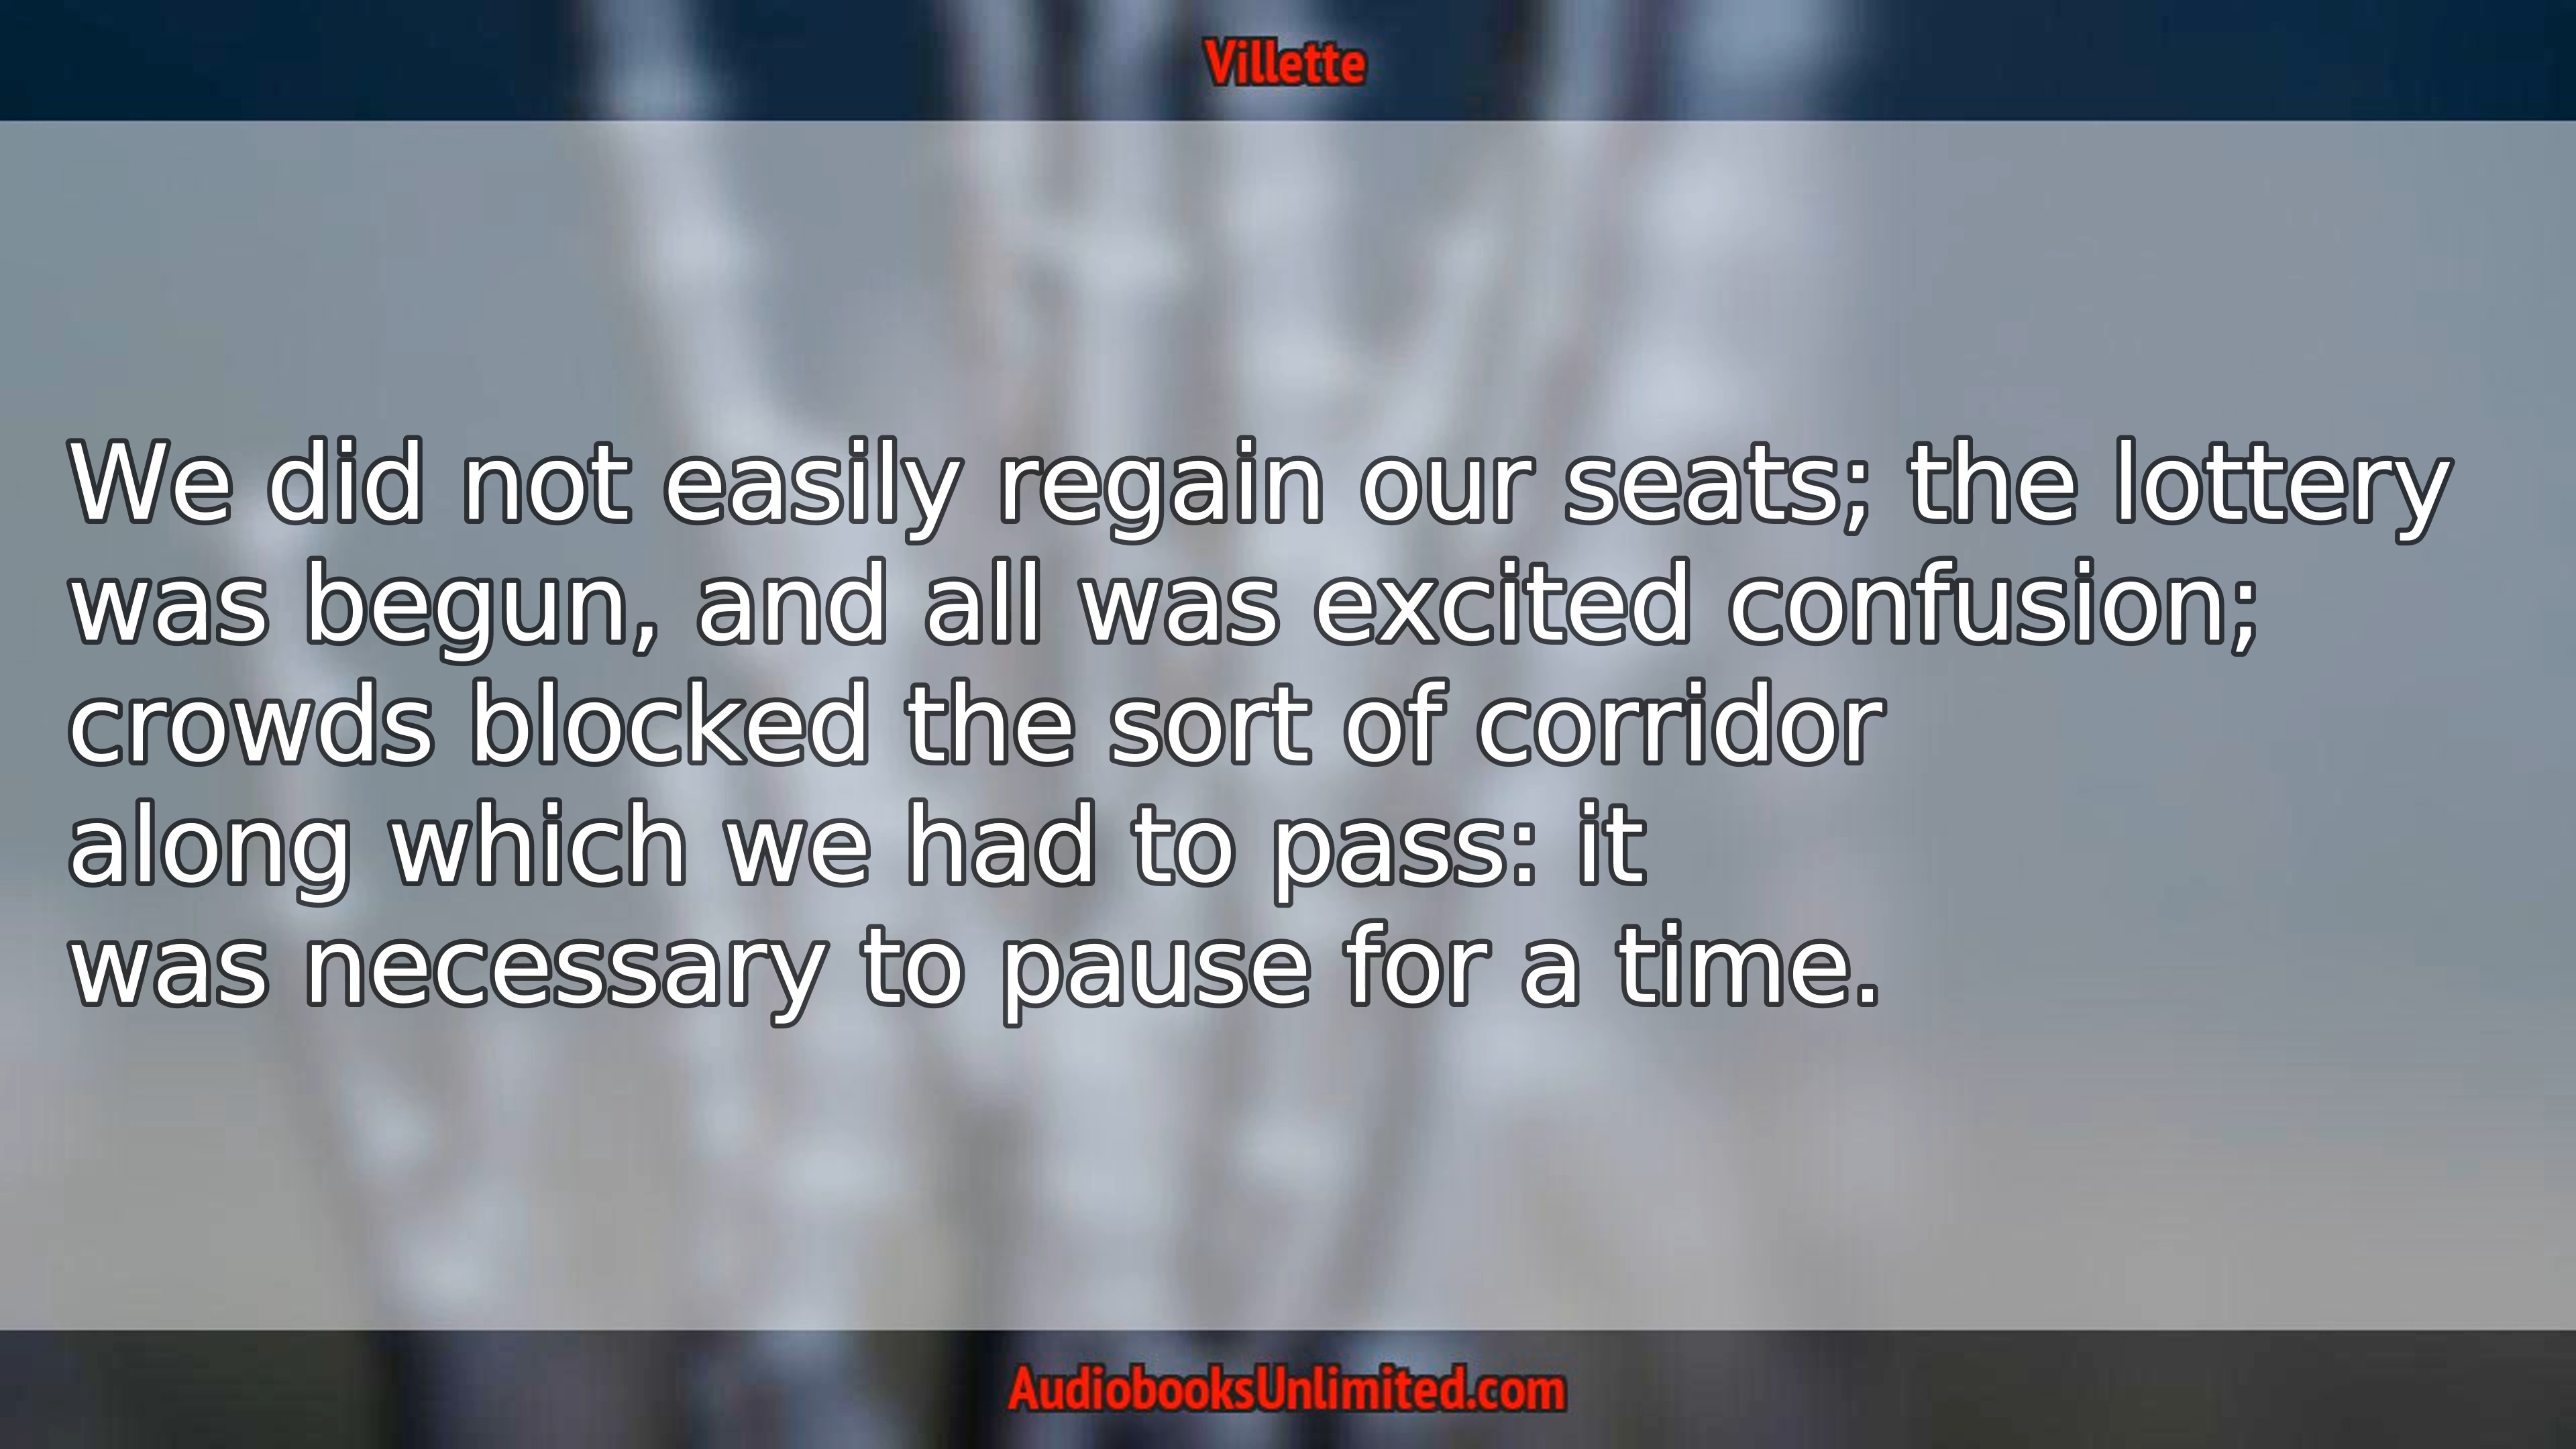 Villette
We did not easily regain our seats; the lottery
was begun, and all was excited confusion;
crowds blocked the sort of corridor
along which we had to pass: it
was necessary to pause for a time.
AudiobooksUnlimited.com